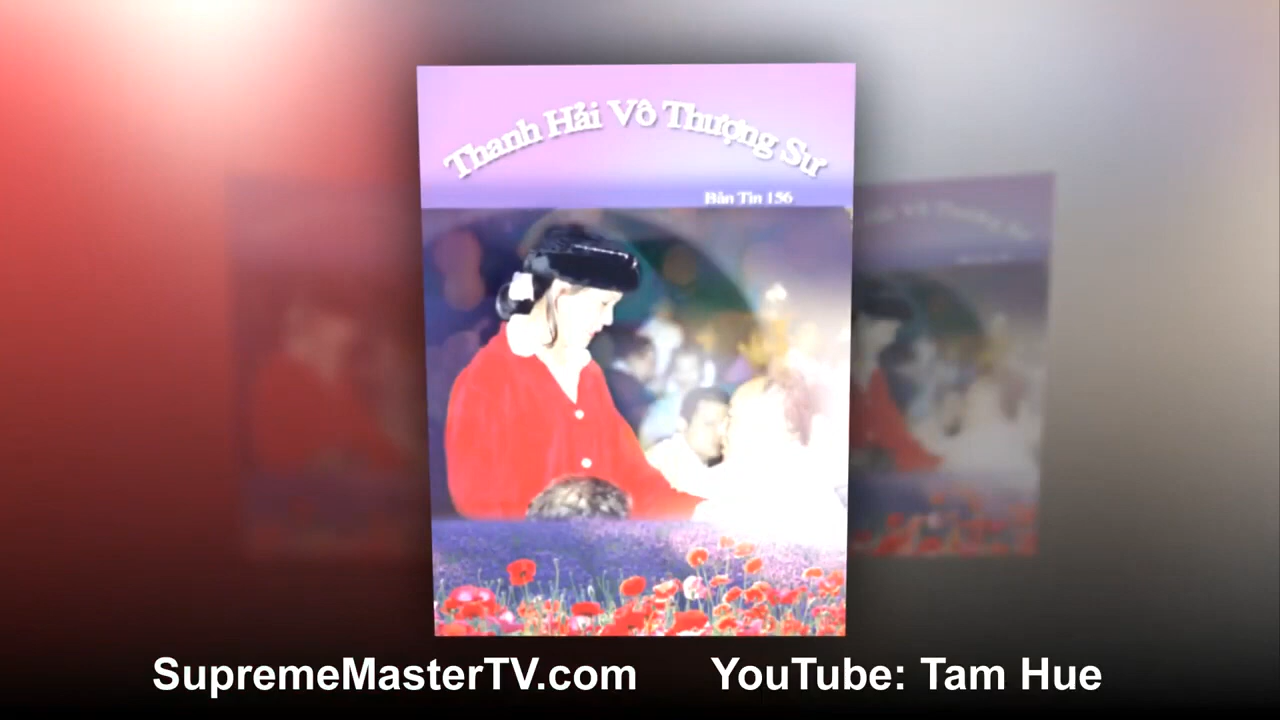 Thanh Hải Vô Thượng Sư
Bản Tin 156
SupremeMasterTV.com YouTube: Tam Hue